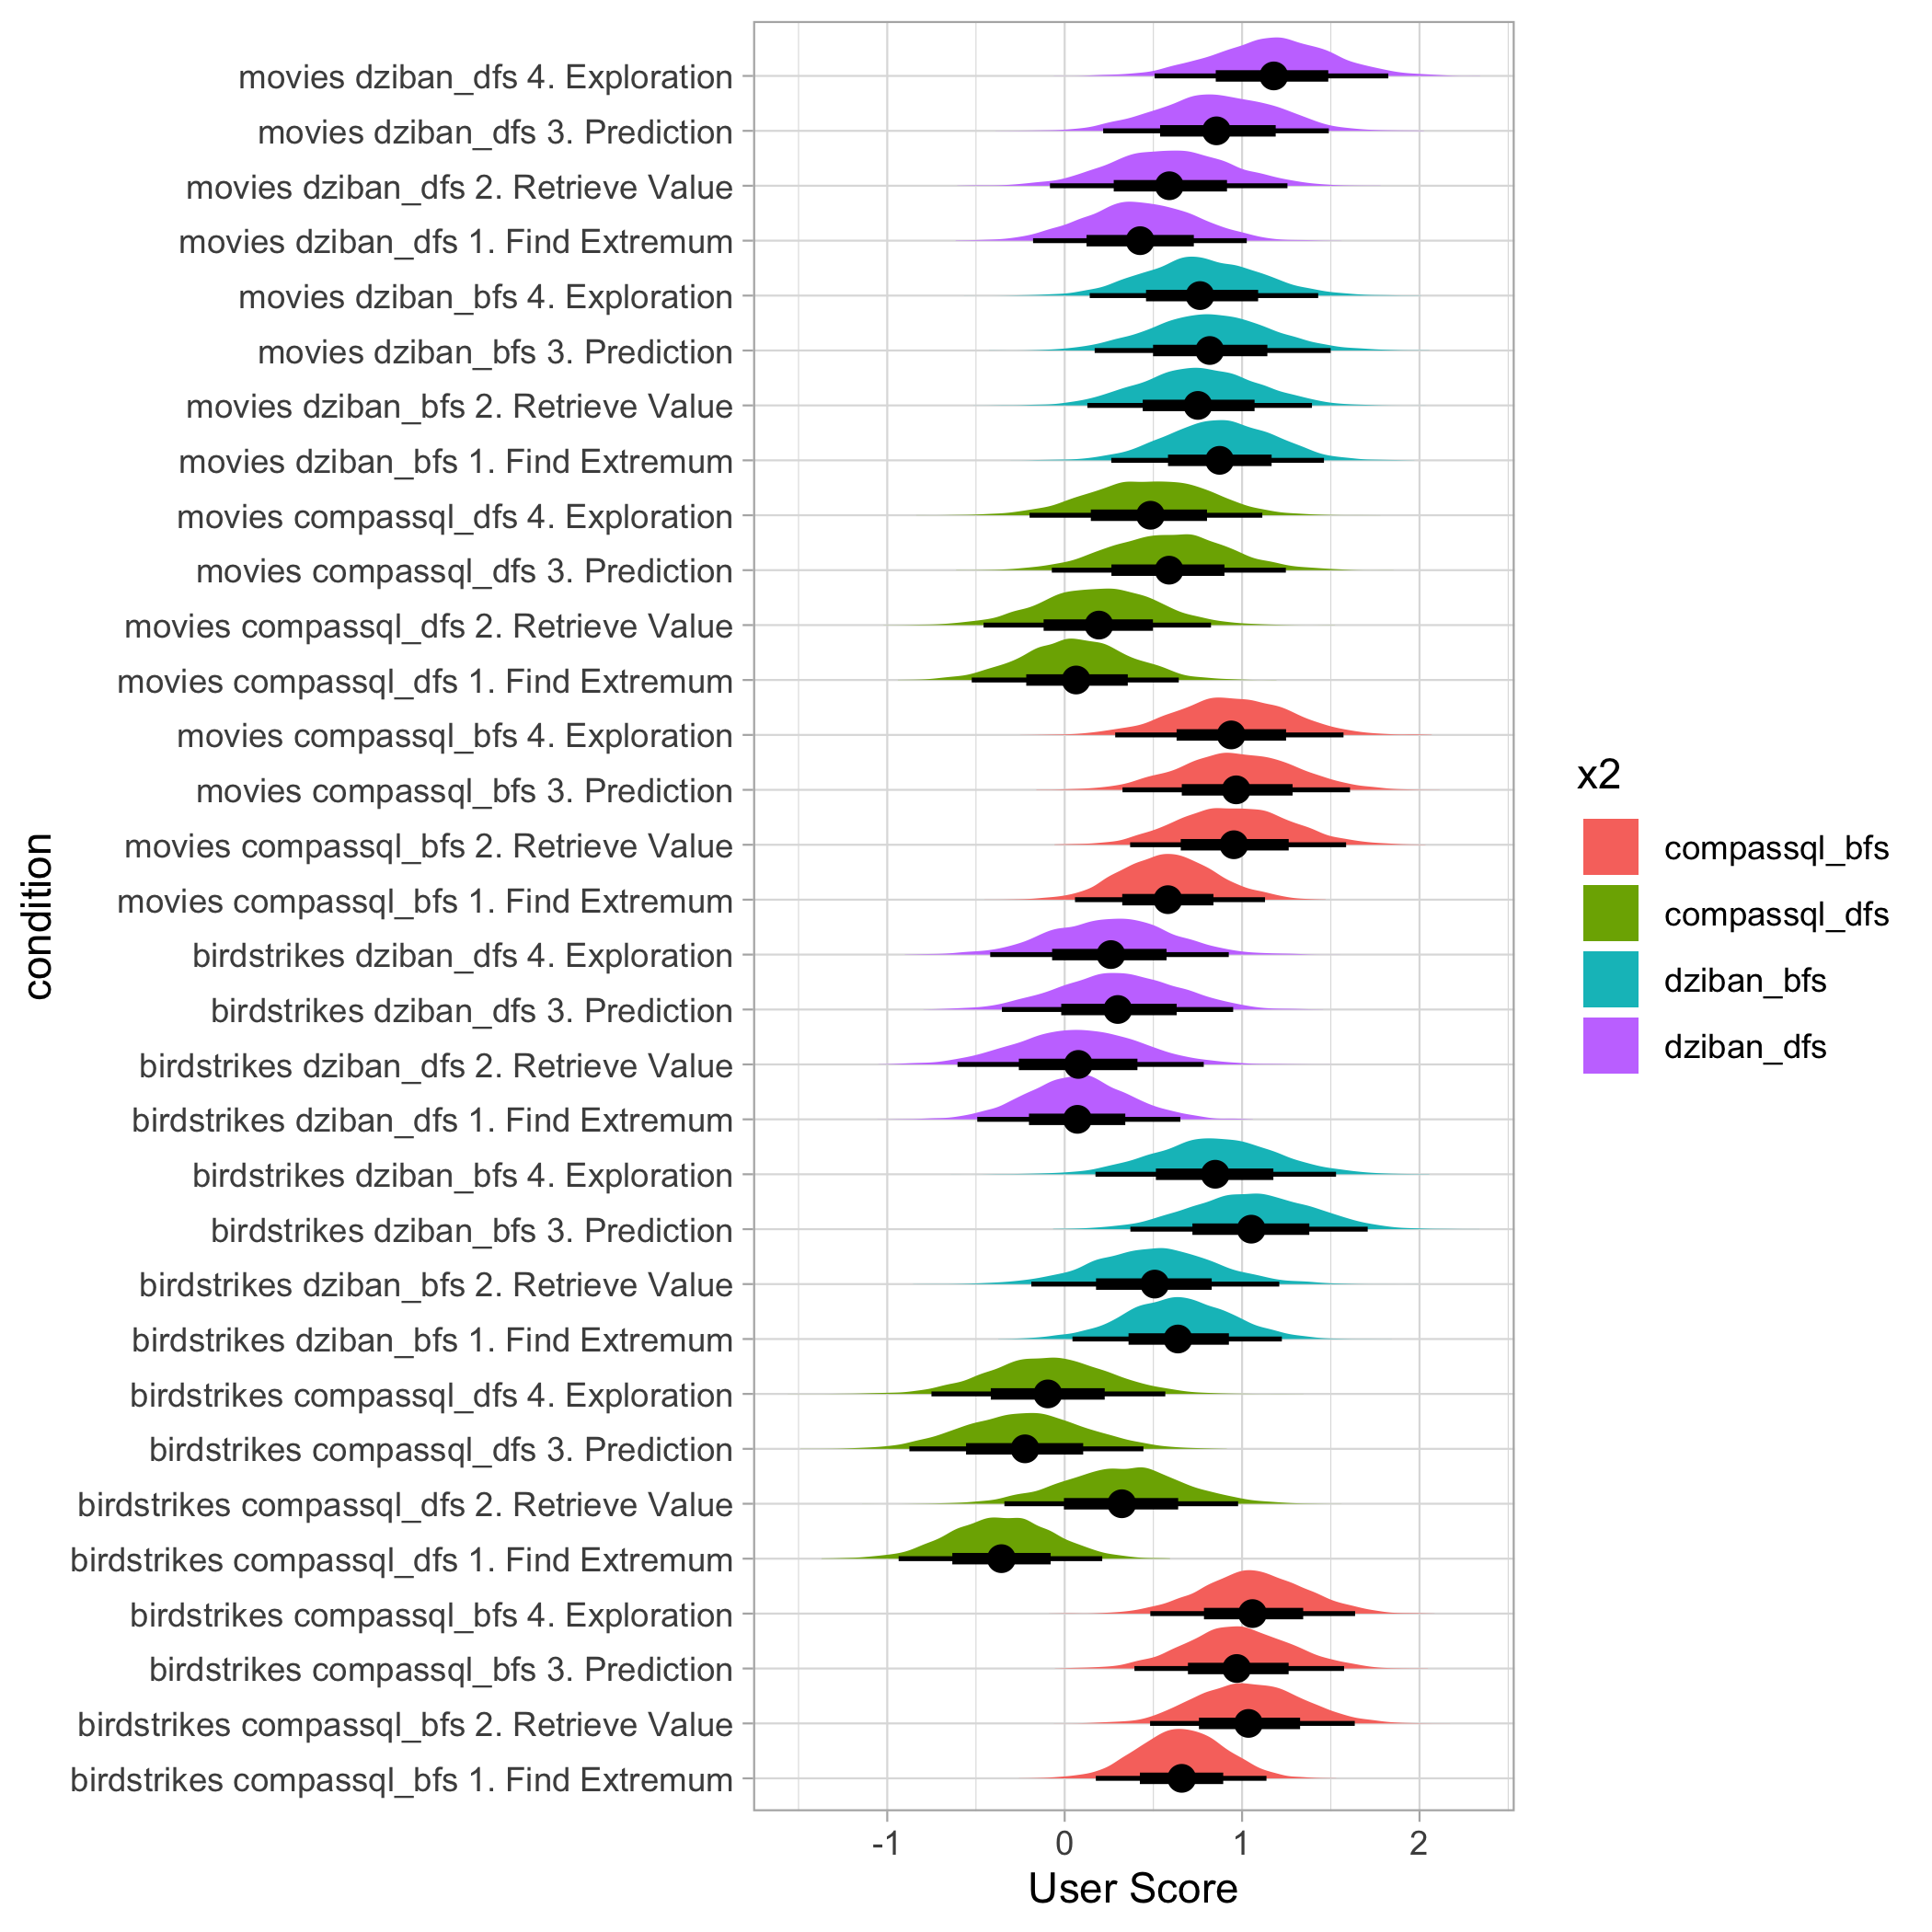 movies dziban_dfs 4. Exploration
movies dziban_dfs 3. Prediction
movies dziban_dfs 2. Retrieve Value
movies dziban_dfs 1. Find Extremum
movies dziban_bfs 4. Exploration
movies dziban_bfs 3. Prediction
movies dziban_bfs 2. Retrieve Value
movies dziban_bfs 1. Find Extremum
movies compassql_dfs 4. Exploration
movies compassql_dfs 3. Prediction
movies compassql_dfs 2. Retrieve Value
movies compassql_dfs 1. Find Extremum
movies compassql_bfs 4. Exploration
movies compassql_bfs 3. Prediction
movies compassql_bfs 2. Retrieve Value
movies compassql_bfs 1. Find Extremum
birdstrikes dziban_dfs 4. Exploration
birdstrikes dziban_dfs 3. Prediction
birdstrikes dziban_dfs 2. Retrieve Value
birdstrikes dziban_dfs 1. Find Extremum
birdstrikes dziban_bfs 4. Exploration
birdstrikes dziban_bfs 3. Prediction
birdstrikes dziban_bfs 2. Retrieve Value
birdstrikes dziban_bfs 1. Find Extremum
birdstrikes compassql_dfs 4. Exploration
birdstrikes compassql_dfs 3. Prediction
birdstrikes compassql_dfs 2. Retrieve Value
birdstrikes compassql_dfs 1. Find Extremum
birdstrikes compassql_bfs 4. Exploration
birdstrikes compassql_bfs 3. Prediction
birdstrikes compassql_bfs 2. Retrieve Value
birdstrikes compassql_bfs 1. Find Extremum
condition
-1 0 1 2
User Score
x2
compassql_bfs
compassql_dfs
dziban_bfs
dziban_dfs